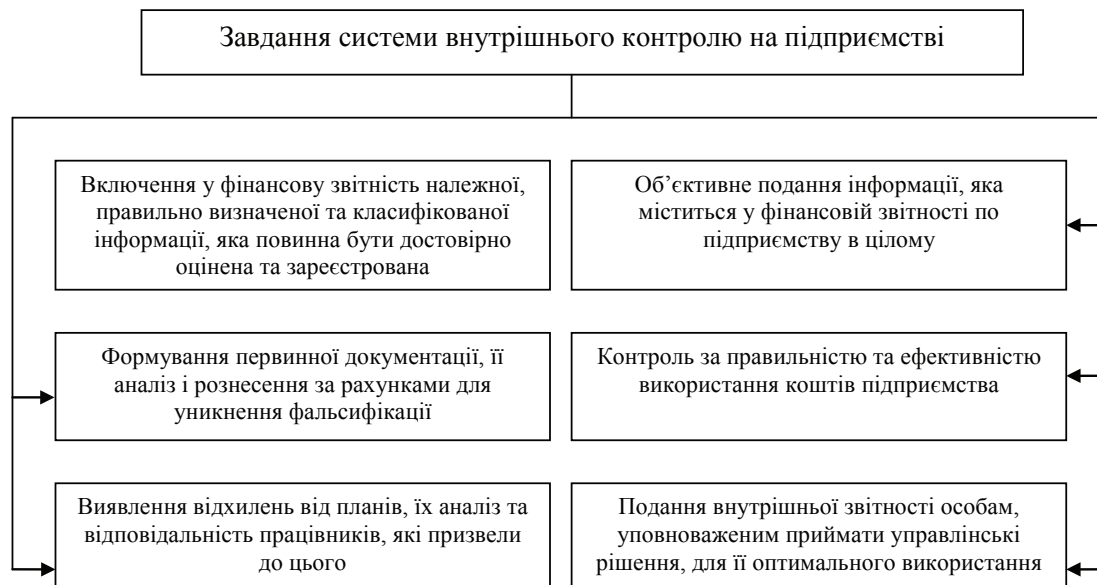 Завдання системи внутрішнього контролю на підприємстві
Включення у фінансову звітність належної,
правильно визначеної та класифікованої
інформації, яка повинна бути достовірно
оцінена та зареєстрована
Об’єктивне подання інформації, яка
міститься у фінансовій звітності по
підприємству в цілому
Формування первинної документації, її
аналіз і рознесення за рахунками для
уникнення фальсифікації
Контроль за правильністю та ефективністю
використання коштів підприємства
Виявлення відхилень від планів, їх аналіз та
відповідальність працівників, які призвели
до цього
Подання внутрішньої звітності особам,
уповноваженим приймати управлінські
рішення, для її оптимального використання